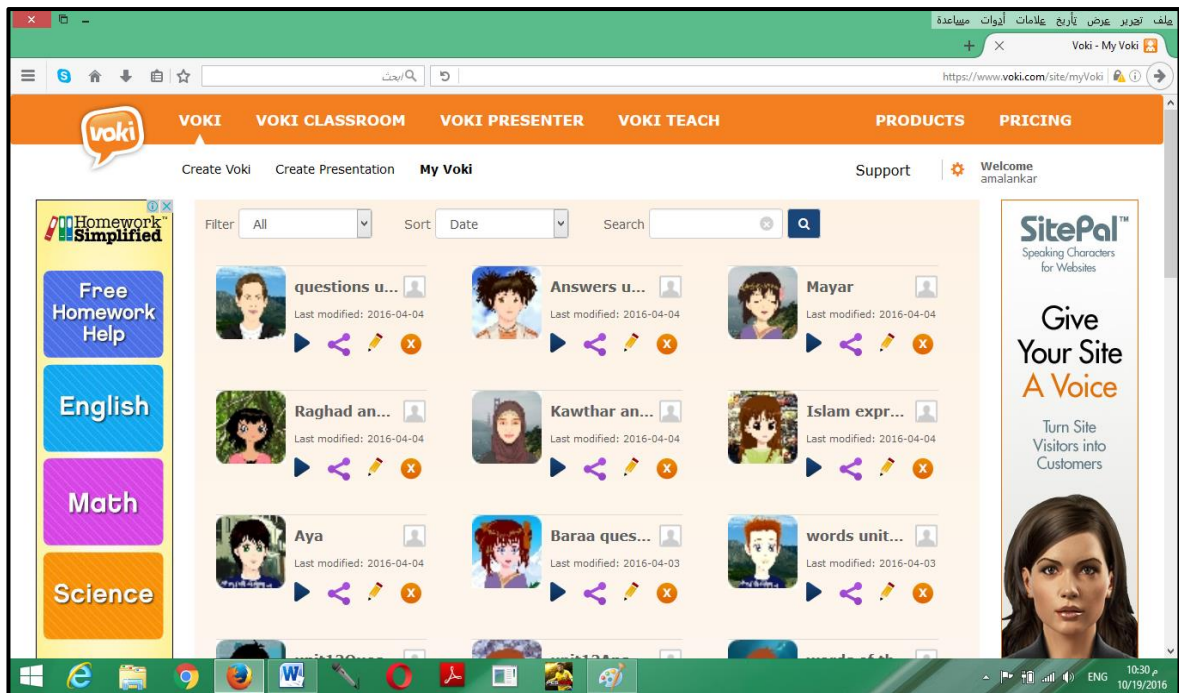 ملف تحرير عرض تأريخ علامات أدوات مساعدة
Voki - My Voki
https://www.voki.com/site/myVoki
ابحث
voki
VOKI VOKI CLASSROOM VOKI PRESENTER VOKI TEACH PRODUCTS PRICING
Create Voki Create Presentation My Voki Support Welcome
amalankar
Homework™
Simplified
Free
Homework
Help
English
Math
Science
Filter All Sort Date Search
questions u...
Last modified: 2016-04-04
Answers u...
Last modified: 2016-04-04
Mayar
Last modified: 2016-04-04
Raghad an...
Last modified: 2016-04-04
Kawthar an...
Last modified: 2016-04-04
Islam expr...
Last modified: 2016-04-04
Aya
Last modified: 2016-04-04
Baraa ques...
Last modified: 2016-04-03
words unit...
Last modified: 2016-04-03
SitePal™
Speaking Characters
for Websites
Give
Your Site
A Voice
Turn Site
Visitors into
Customers
ENG
10:30 م
10/19/2016